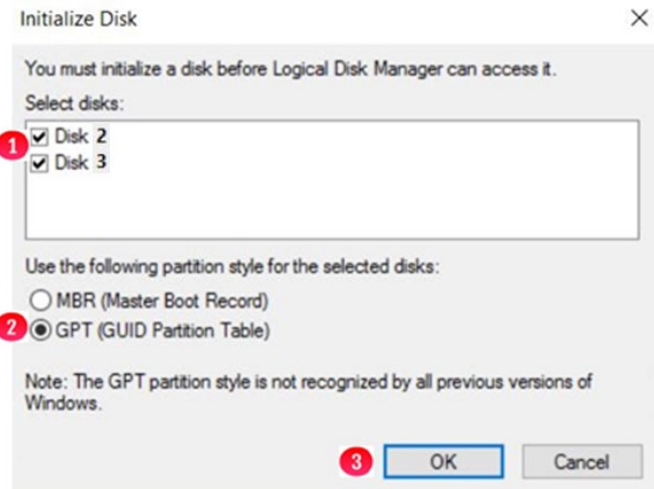 Initialize Disk
You must initialize a disk before Logical Disk Manager can access it.
Select disks:
1 Disk 2
Disk 3
Use the following partition style for the selected disks:
MBR (Master Boot Record)
2 GPT (GUID Partition Table)
Note: The GPT partition style is not recognized by all previous versions of
Windows.
3 OK Cancel